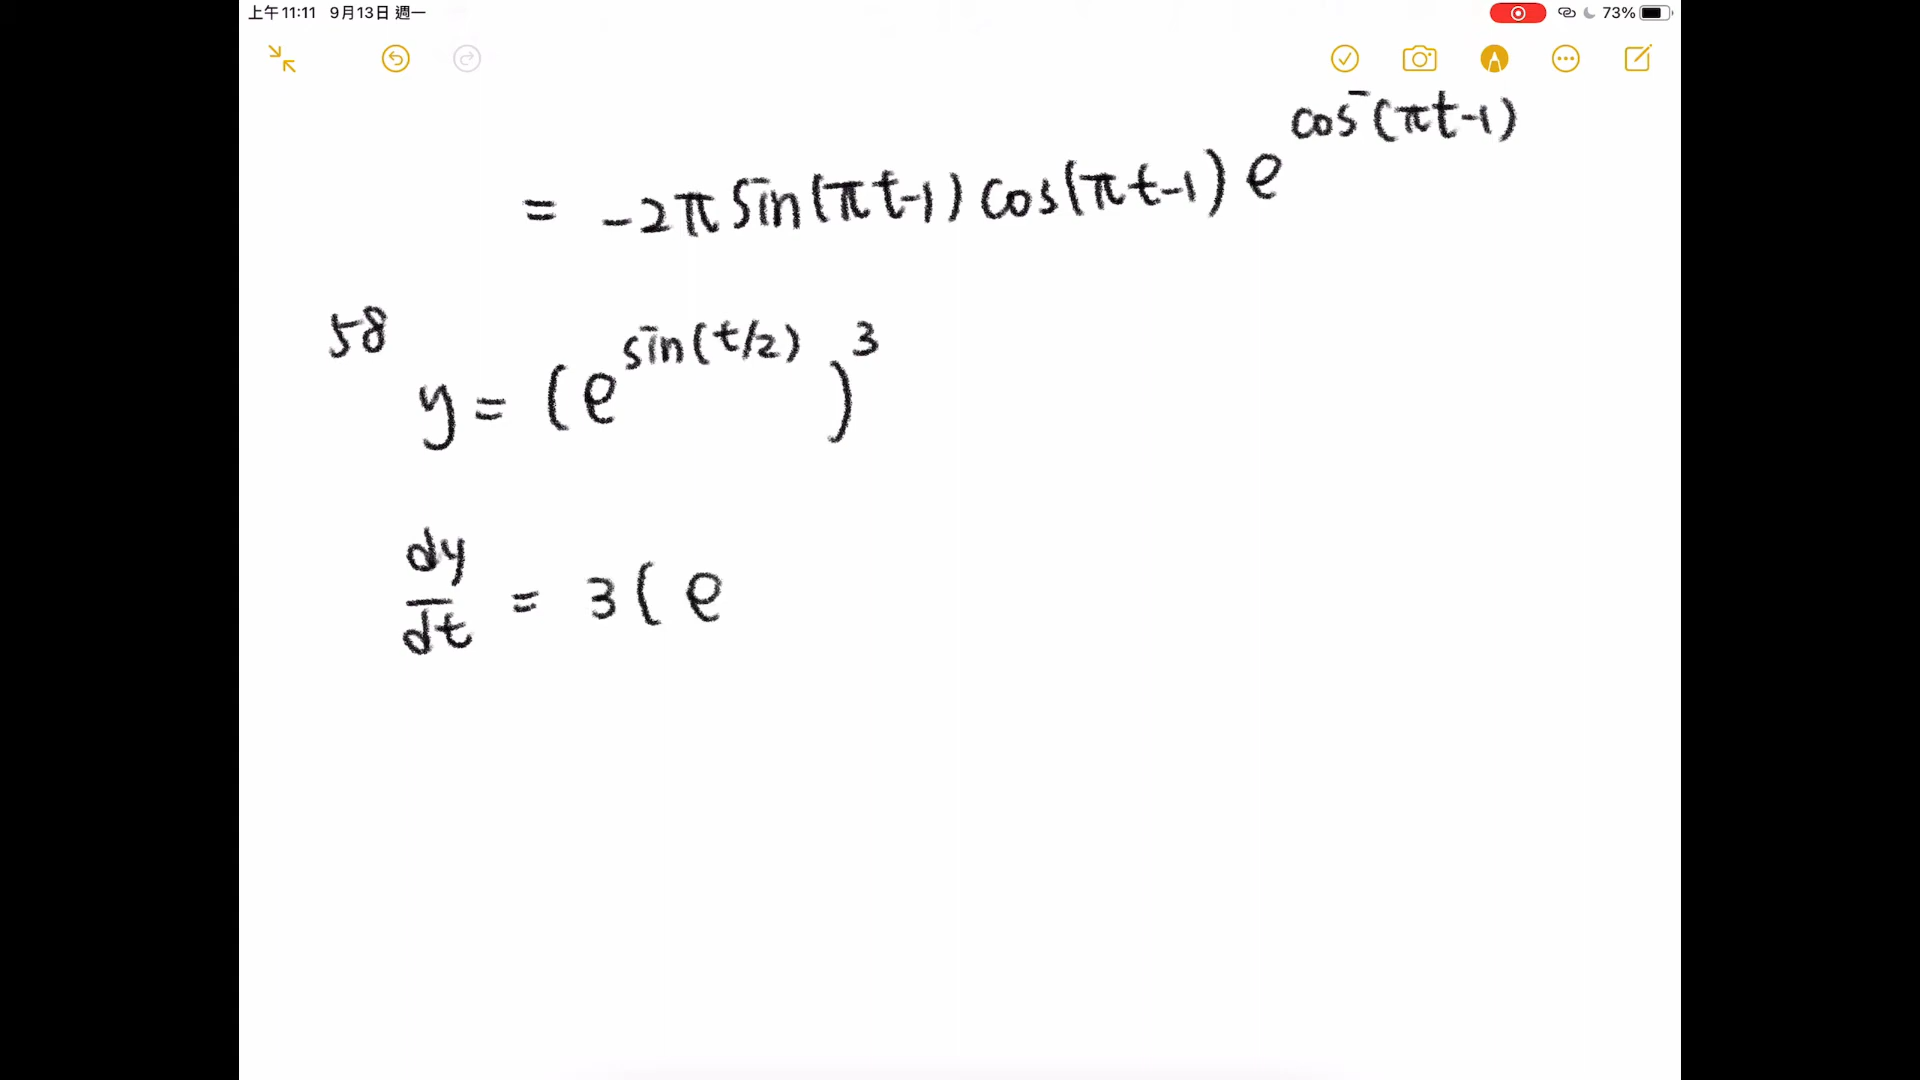 上午11:11 9月13日 週一 73%
= -2π sin(πt-1) cos(πt-1) e^cos(πt-1)
58
y = (e^sin(t/2))^3
dy/dt = 3( e